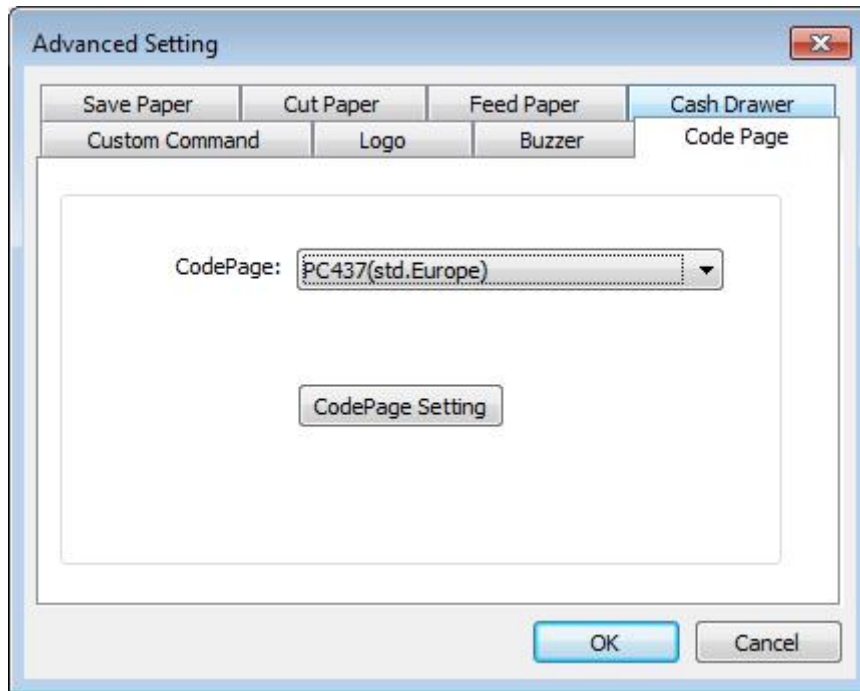 Advanced Setting
Save Paper Cut Paper Feed Paper Cash Drawer
Custom Command Logo Buzzer Code Page
CodePage: PC437(std.Europe)
CodePage Setting
OK Cancel